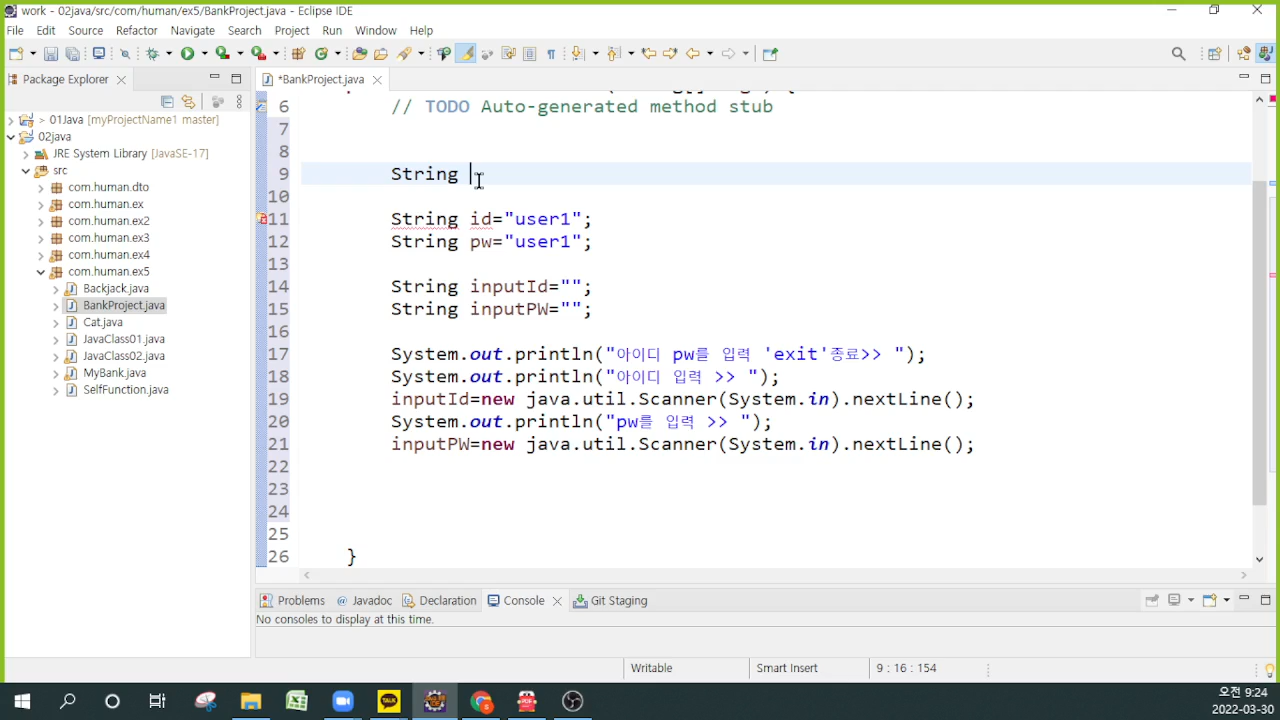 work - 02java/src/com/human/ex5/BankProject.java - Eclipse IDE
File Edit Source Refactor Navigate Search Project Run Window Help
Package Explorer
*BankProject.java
01Java [myProjectName1 master]
02java
JRE System Library [JavaSE-17]
src
com.human.dto
com.human.ex
com.human.ex2
com.human.ex3
com.human.ex4
com.human.ex5
Backjack.java
BankProject.java
Cat.java
JavaClass01.java
JavaClass02.java
MyBank.java
SelfFunction.java
6 // TODO Auto-generated method stub
7
8
9 String
10
11 String id="user1";
12 String pw="user1";
13
14 String inputId="";
15 String inputPW="";
16
17 System.out.println("아이디 pw를 입력 'exit'종료>> ");
18 System.out.println("아이디 입력 >> ");
19 inputId=new java.util.Scanner(System.in).nextLine();
20 System.out.println("pw를 입력 >> ");
21 inputPW=new java.util.Scanner(System.in).nextLine();
22
23
24
25
26 }
Problems Javadoc Declaration Console Git Staging
No consoles to display at this time.
Writable Smart Insert 9 : 16 : 154
TALK
PDF
오전 9:24
2022-03-30